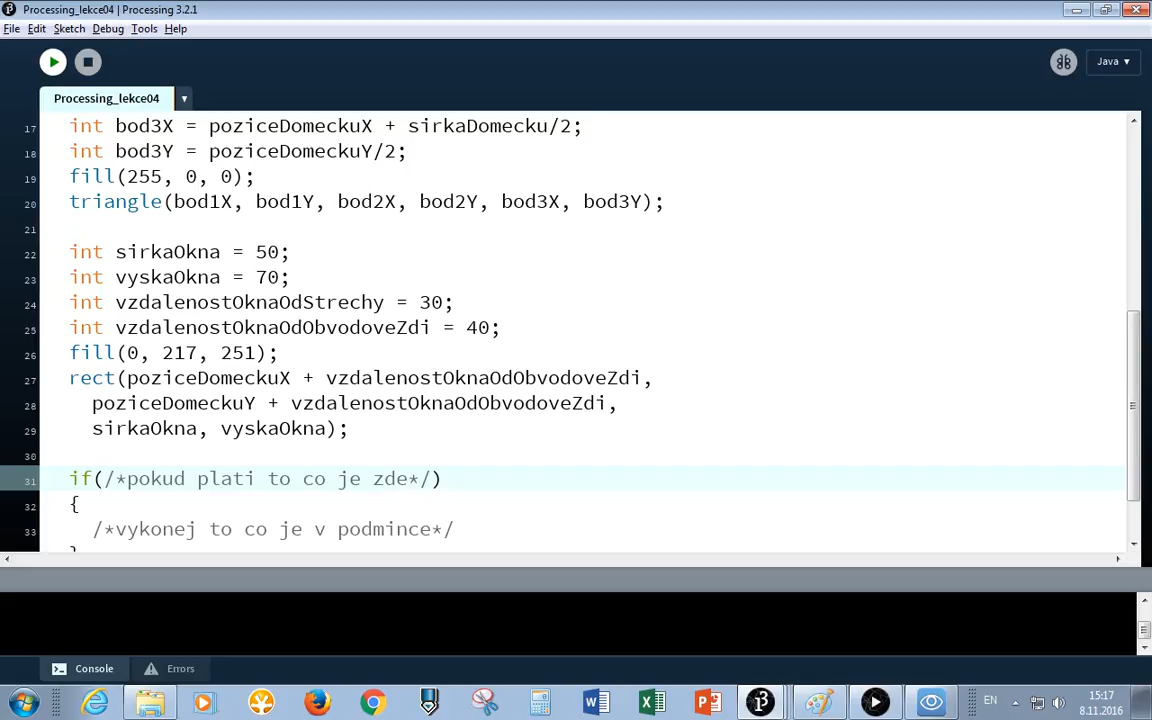 Processing_lekce04 | Processing 3.2.1
File Edit Sketch Debug Tools Help
Java ▼
Processing_lekce04 ▼
17 int bod3X = poziceDomeckuX + sirkaDomecku/2;
18 int bod3Y = poziceDomeckuY/2;
19 fill(255, 0, 0);
20 triangle(bod1X, bod1Y, bod2X, bod2Y, bod3X, bod3Y);
21
22 int sirkaOkna = 50;
23 int vyskaOkna = 70;
24 int vzdalenostOknaOdStrechy = 30;
25 int vzdalenostOknaOdObvodoveZdi = 40;
26 fill(0, 217, 251);
27 rect(poziceDomeckuX + vzdalenostOknaOdObvodoveZdi,
28 poziceDomeckuY + vzdalenostOknaOdObvodoveZdi,
29 sirkaOkna, vyskaOkna);
30
31 if(/*pokud plati to co je zde*/)
32 {
33 /*vykonej to co je v podmince*/
}
Console Errors
EN 15:17
8.11.2016